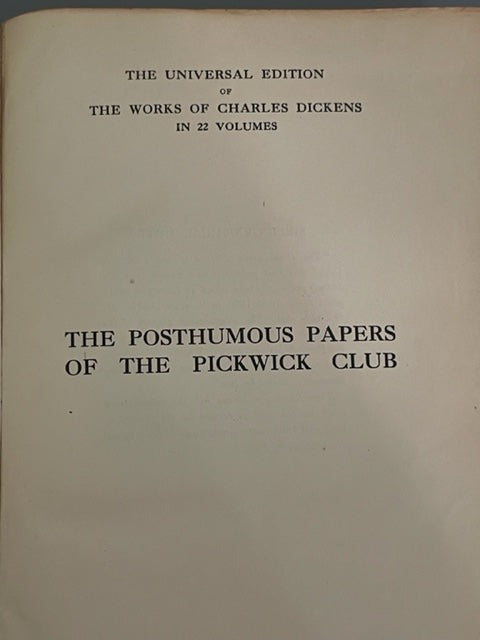 THE UNIVERSAL EDITION
OF
THE WORKS OF CHARLES DICKENS
IN 22 VOLUMES
THE POSTHUMOUS PAPERS
OF THE PICKWICK CLUB